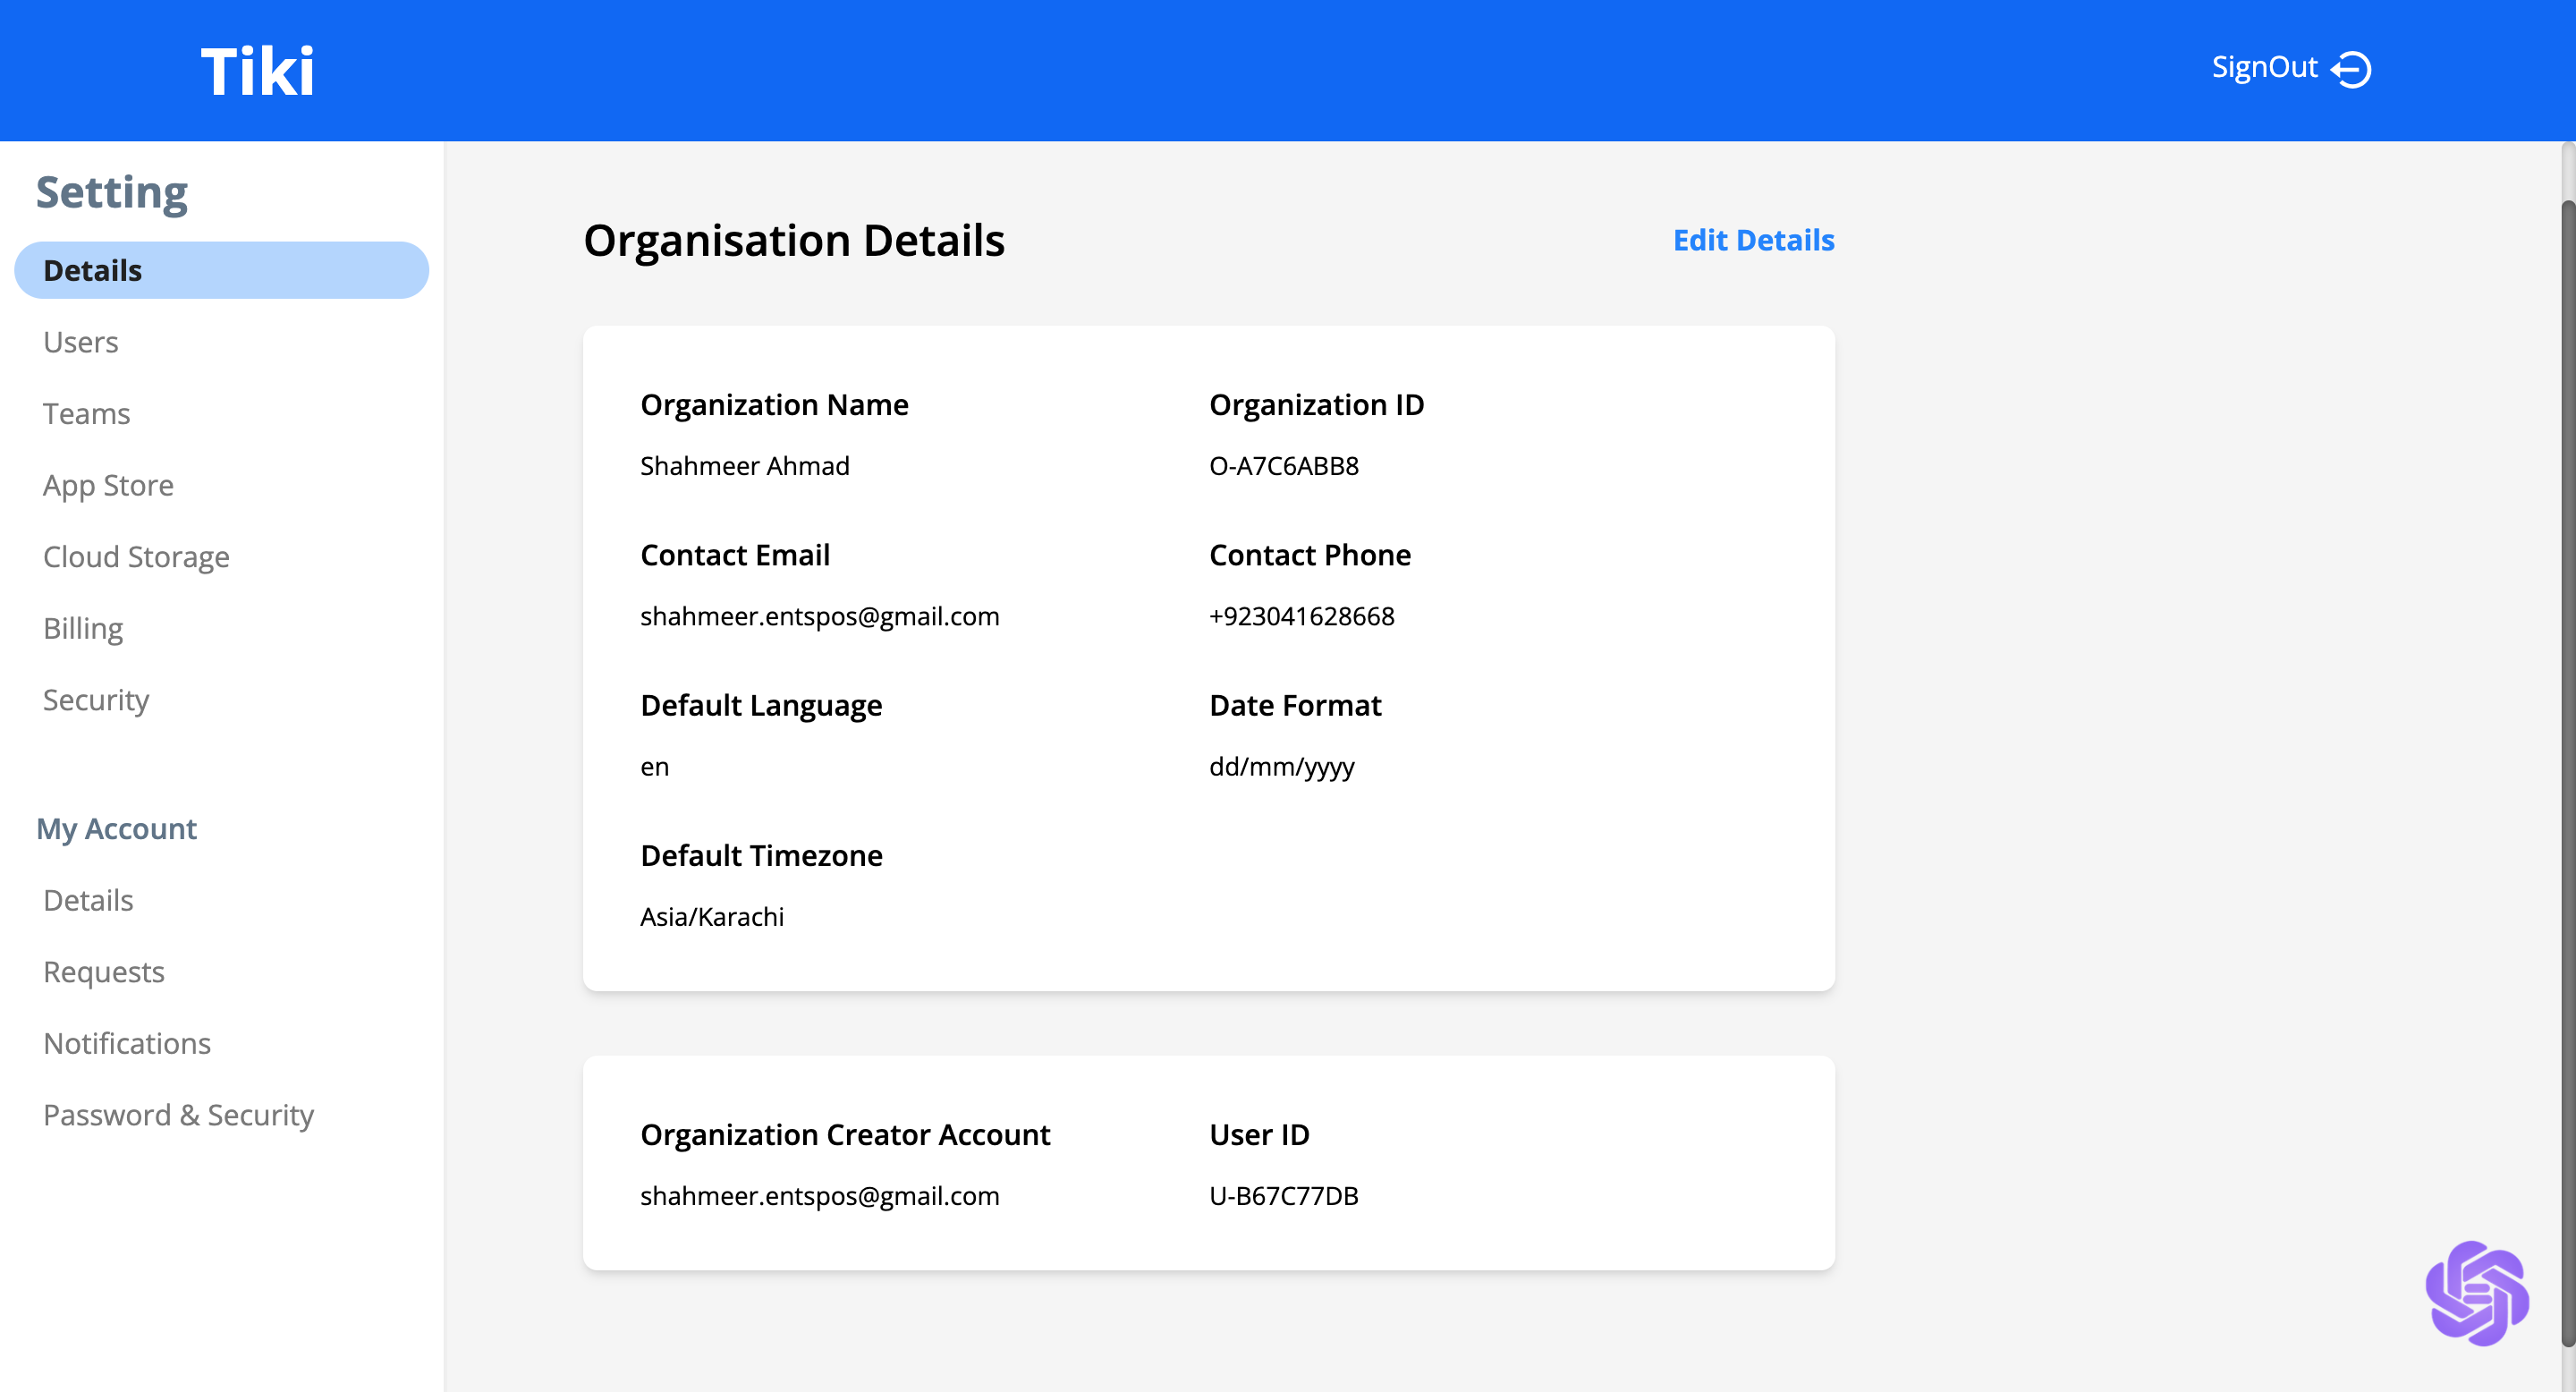 Tiki
SignOut
Setting
Details
Users
Teams
App Store
Cloud Storage
Billing
Security
My Account
Details
Requests
Notifications
Password & Security
Organisation Details
Edit Details
Organization Name
Organization ID
Shahmeer Ahmad
O-A7C6ABB8
Contact Email
Contact Phone
shahmeer.entspos@gmail.com
+923041628668
Default Language
Date Format
en
dd/mm/yyyy
Default Timezone
Asia/Karachi
Organization Creator Account
User ID
shahmeer.entspos@gmail.com
U-B67C77DB